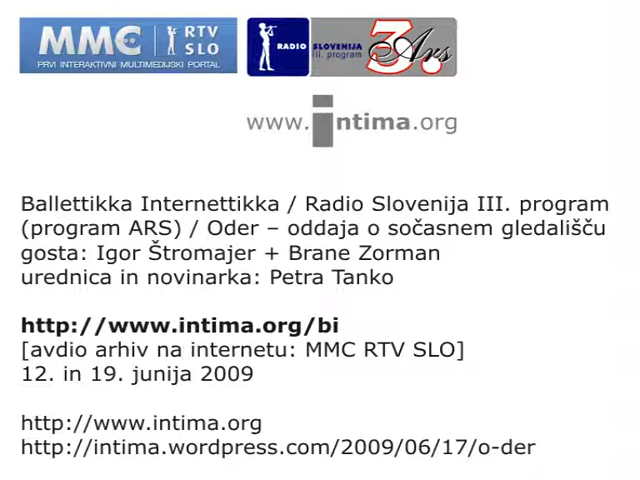 MMC RTV SLO
PRVI INTERAKTIVNI MULTIMEDIJSKI PORTAL
RADIO SLOVENIJA III. program 3. Ars
www.intima.org
Ballettikka Internettikka / Radio Slovenija III. program
(program ARS) / Oder – oddaja o sočasnem gledališču
gosta: Igor Štromajer + Brane Zorman
urednica in novinarka: Petra Tanko
http://www.intima.org/bi
[avdio arhiv na internetu: MMC RTV SLO]
12. in 19. junija 2009
http://www.intima.org
http://intima.wordpress.com/2009/06/17/o-der